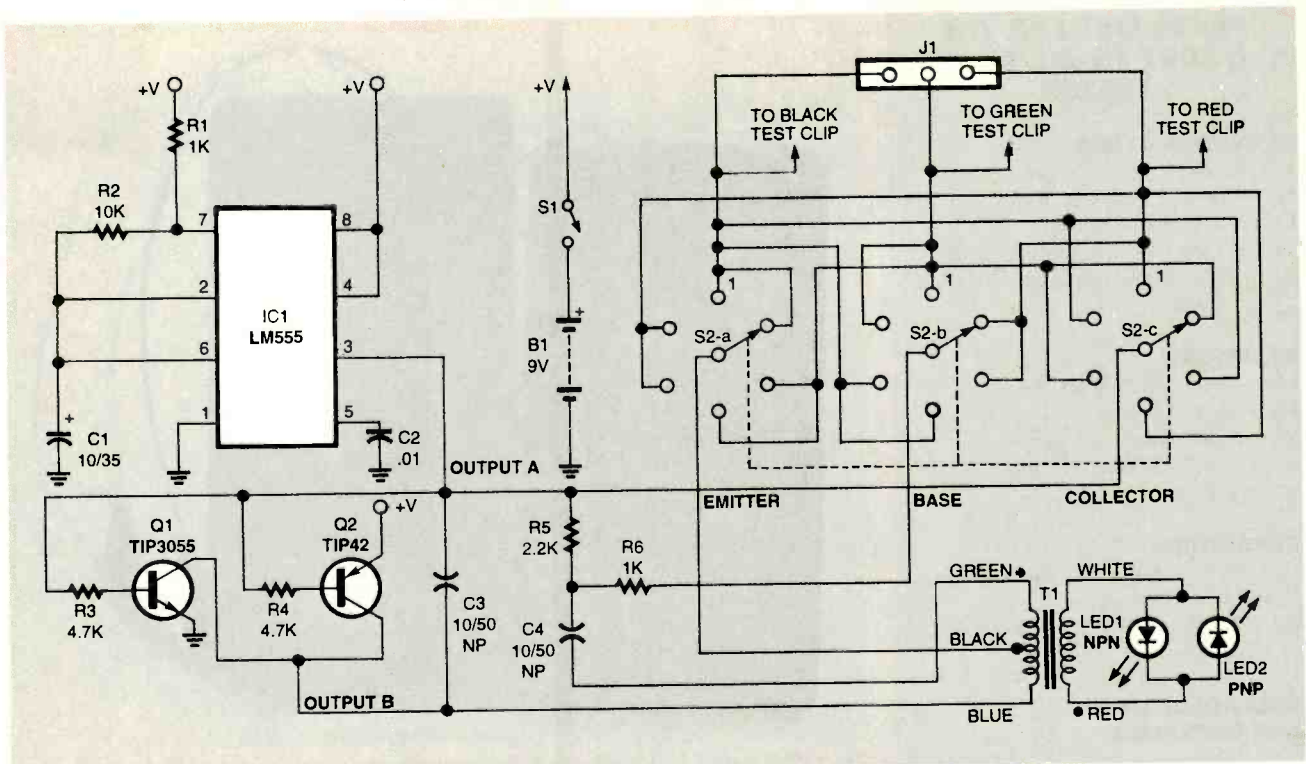 J1
+V
+V
+V
TO BLACK
TEST CLIP
TO GREEN
TEST CLIP
TO RED
TEST CLIP
R1
1K
R2
10K
7
8
2
4
6
3
1
5
IC1
LM555
S1
+
B1
9V
1
1
1
S2-a
S2-b
S2-c
+
C1
10/35
C2
.01
OUTPUT A
EMITTER
BASE
COLLECTOR
Q1
TIP3055
Q2
TIP42
+V
R3
4.7K
R4
4.7K
C3
10/50
NP
R5
2.2K
R6
1K
C4
10/50
NP
GREEN
BLACK
BLUE
T1
WHITE
RED
LED1
NPN
LED2
PNP
OUTPUT B